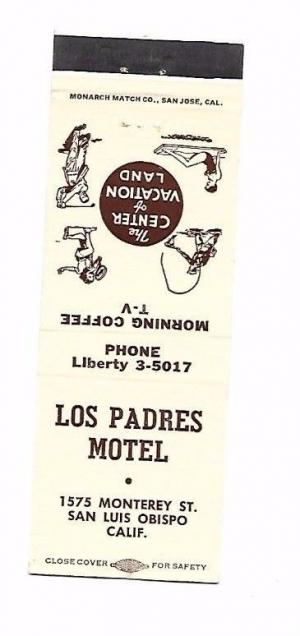 MONARCH MATCH CO., SAN JOSE, CAL.
The
CENTER
of
VACATION
LAND
MORNING COFFEE
T-V
PHONE
LIberty 3-5017
LOS PADRES
MOTEL
•
1575 MONTEREY ST.
SAN LUIS OBISPO
CALIF.
CLOSE COVER FOR SAFETY